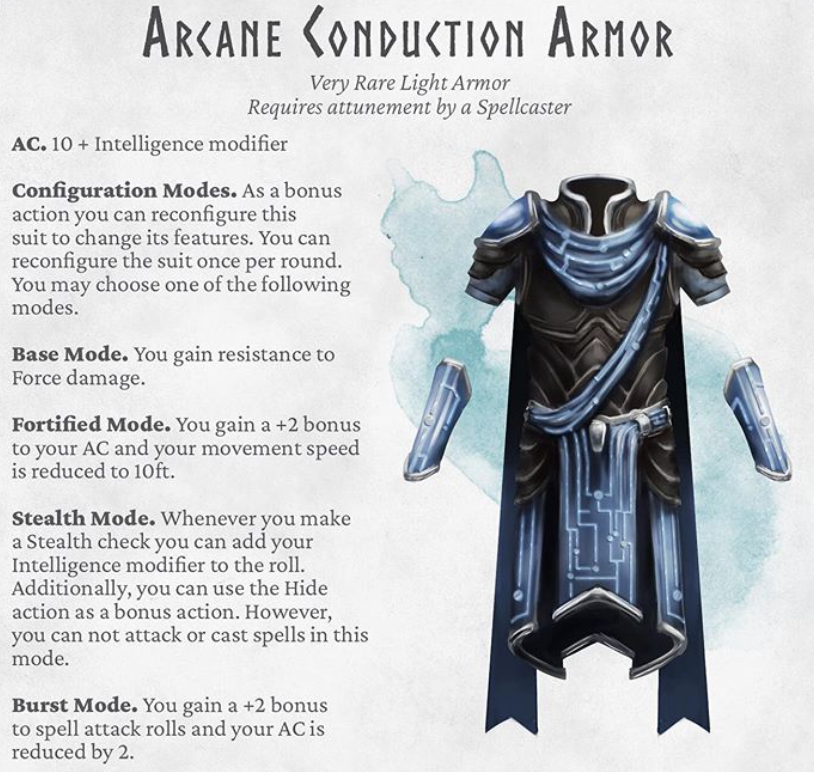 Arcane Conduction Armor
Very Rare Light Armor
Requires attunement by a Spellcaster
AC. 10 + Intelligence modifier
Configuration Modes. As a bonus
action you can reconfigure this
suit to change its features. You can
reconfigure the suit once per round.
You may choose one of the following
modes.
Base Mode. You gain resistance to
Force damage.
Fortified Mode. You gain a +2 bonus
to your AC and your movement speed
is reduced to 10ft.
Stealth Mode. Whenever you make
a Stealth check you can add your
Intelligence modifier to the roll.
Additionally, you can use the Hide
action as a bonus action. However,
you can not attack or cast spells in this
mode.
Burst Mode. You gain a +2 bonus
to spell attack rolls and your AC is
reduced by 2.